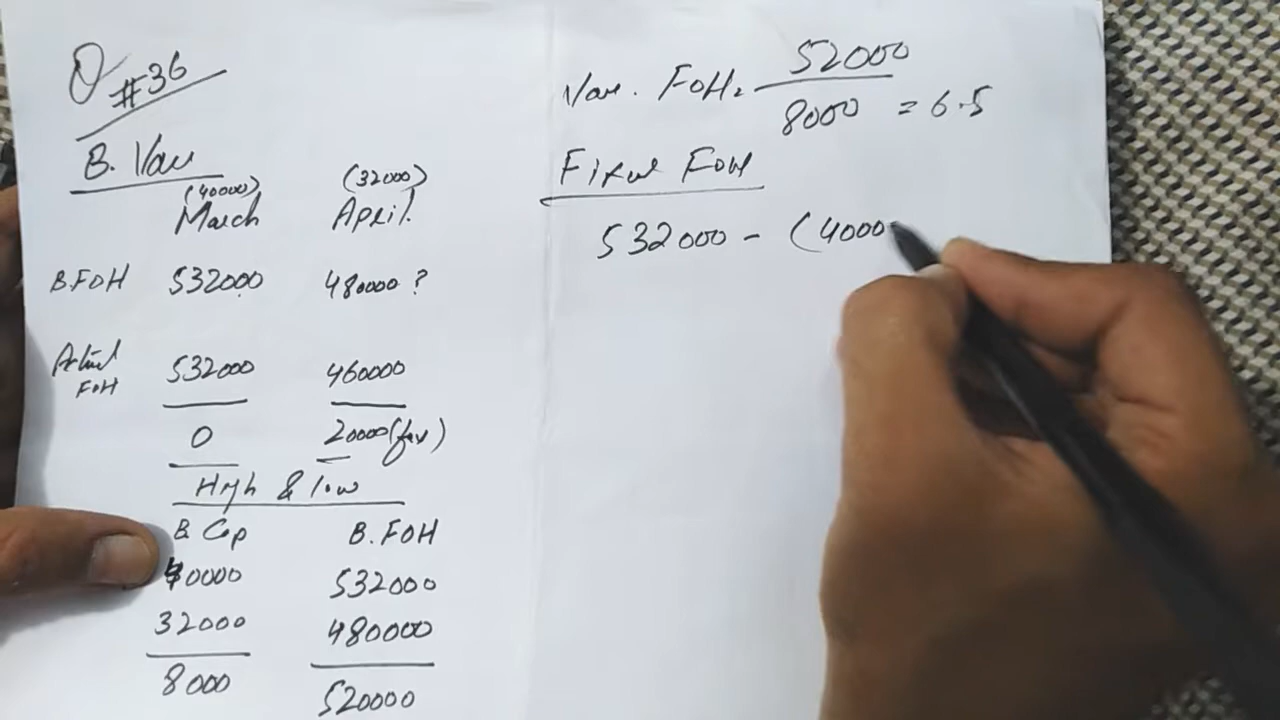 Q #36
B. Var
(40000) (32000)
March April.
B.FOH 532000 480000 ?
Actual FOH 532000 460000
0 20000 (fav)
High & low
B. Cap B. FOH
40000 532000
32000 480000
8000 520000
Var. FOH = 52000
8000 = 6.5
Fixed FOH
532000 - (4000